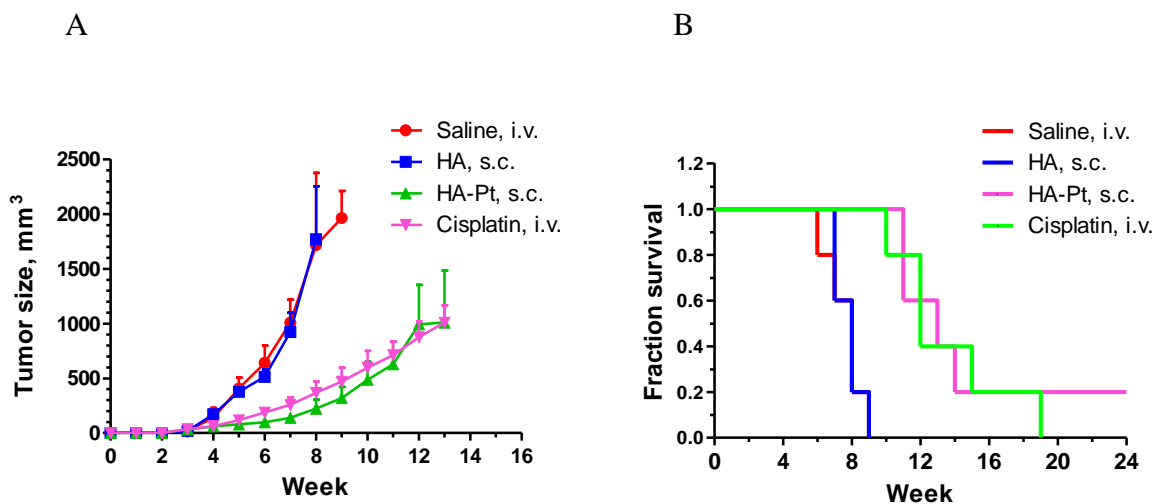 A
B
Saline, i.v.
HA, s.c.
HA-Pt, s.c.
Cisplatin, i.v.
Tumor size, mm³
2500
2000
1500
1000
500
0
0 2 4 6 8 10 12 14 16
Week
Saline, i.v.
HA, s.c.
HA-Pt, s.c.
Cisplatin, i.v.
Fraction survival
1.2
1.0
0.8
0.6
0.4
0.2
0.0
0 4 8 12 16 20 24
Week